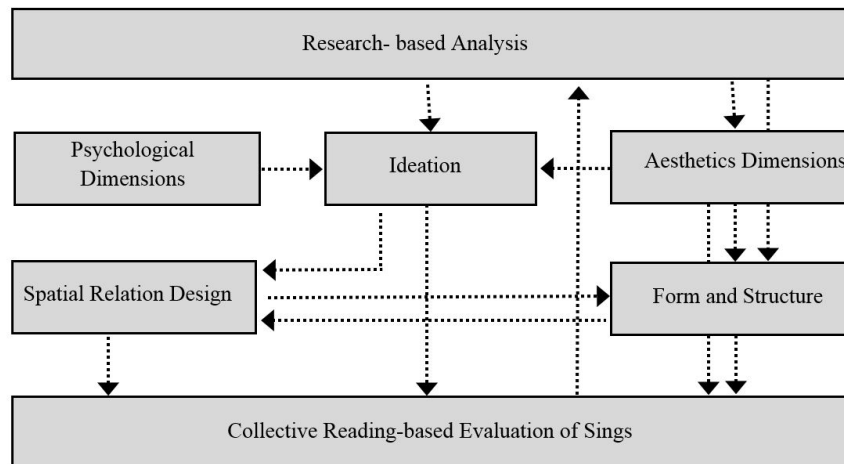 Research- based Analysis
Psychological
Dimensions
Ideation
Aesthetics Dimensions
Spatial Relation Design
Form and Structure
Collective Reading-based Evaluation of Sings